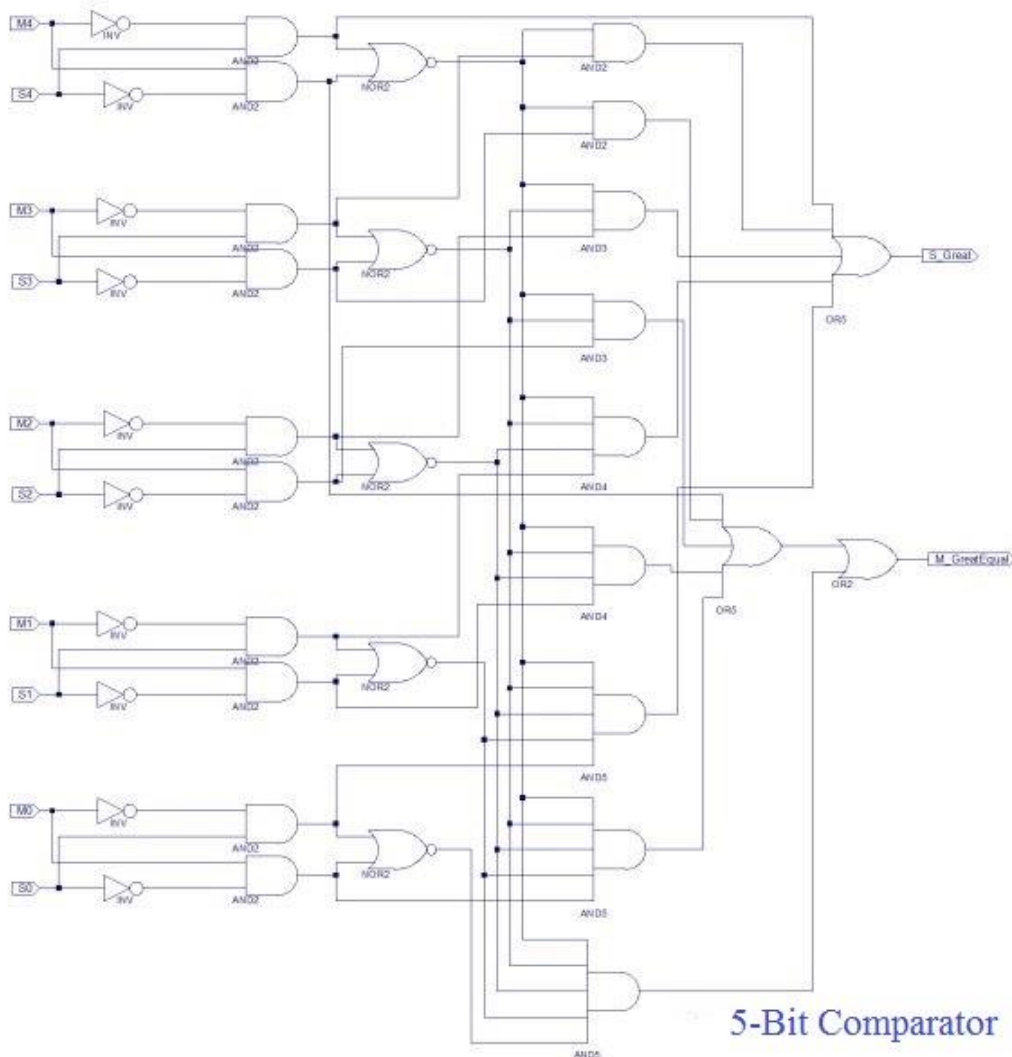 M4
INV
AND2
NOR2
AND2
S4
INV
AND2
AND2
M3
INV
AND2
NOR2
AND3
S3
INV
AND2
S_Great
OR5
AND3
M2
INV
AND2
NOR2
AND4
S2
INV
AND2
M_GreatEqual
OR2
OR5
AND4
M1
INV
AND2
NOR2
S1
INV
AND2
AND5
M0
INV
AND2
NOR2
S0
INV
AND2
AND5
5-Bit Comparator
AND5